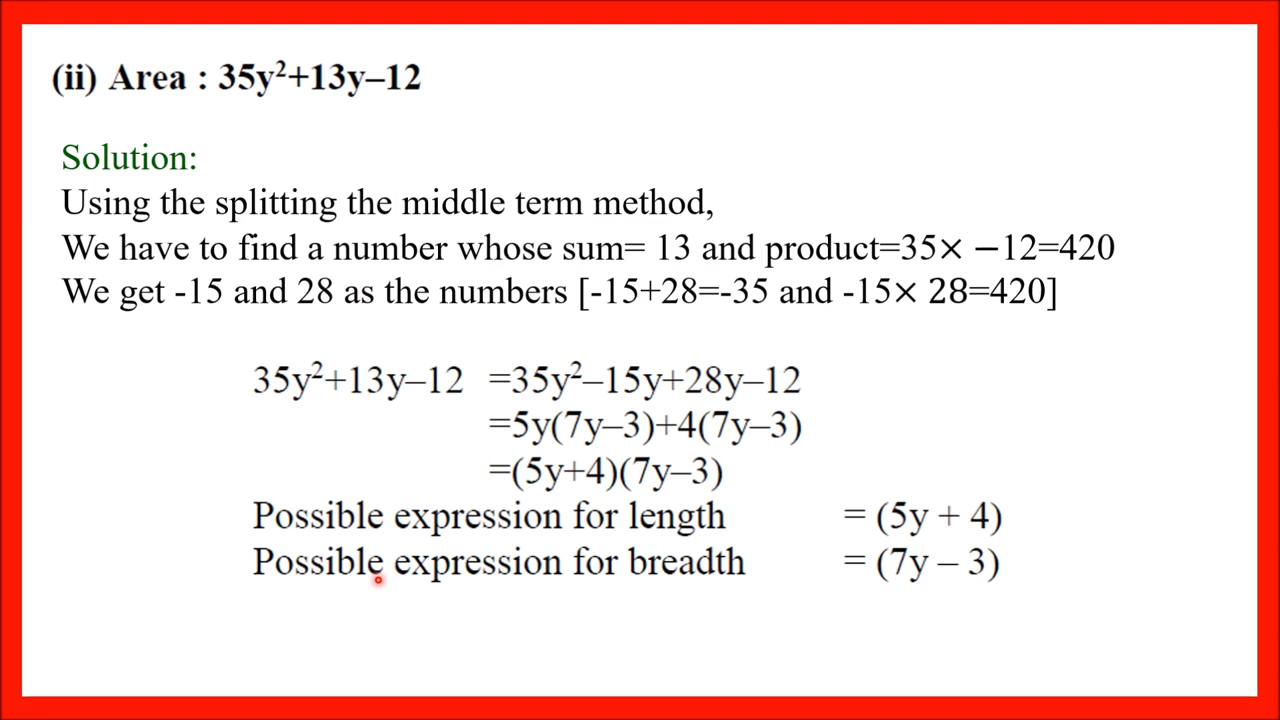 (ii) Area : 35y²+13y–12
Solution:
Using the splitting the middle term method,
We have to find a number whose sum= 13 and product=35× −12=420
We get -15 and 28 as the numbers [-15+28=-35 and -15× 28=420]
35y²+13y–12 =35y²–15y+28y–12
=5y(7y–3)+4(7y–3)
=(5y+4)(7y–3)
Possible expression for length = (5y + 4)
Possible expression for breadth = (7y – 3)